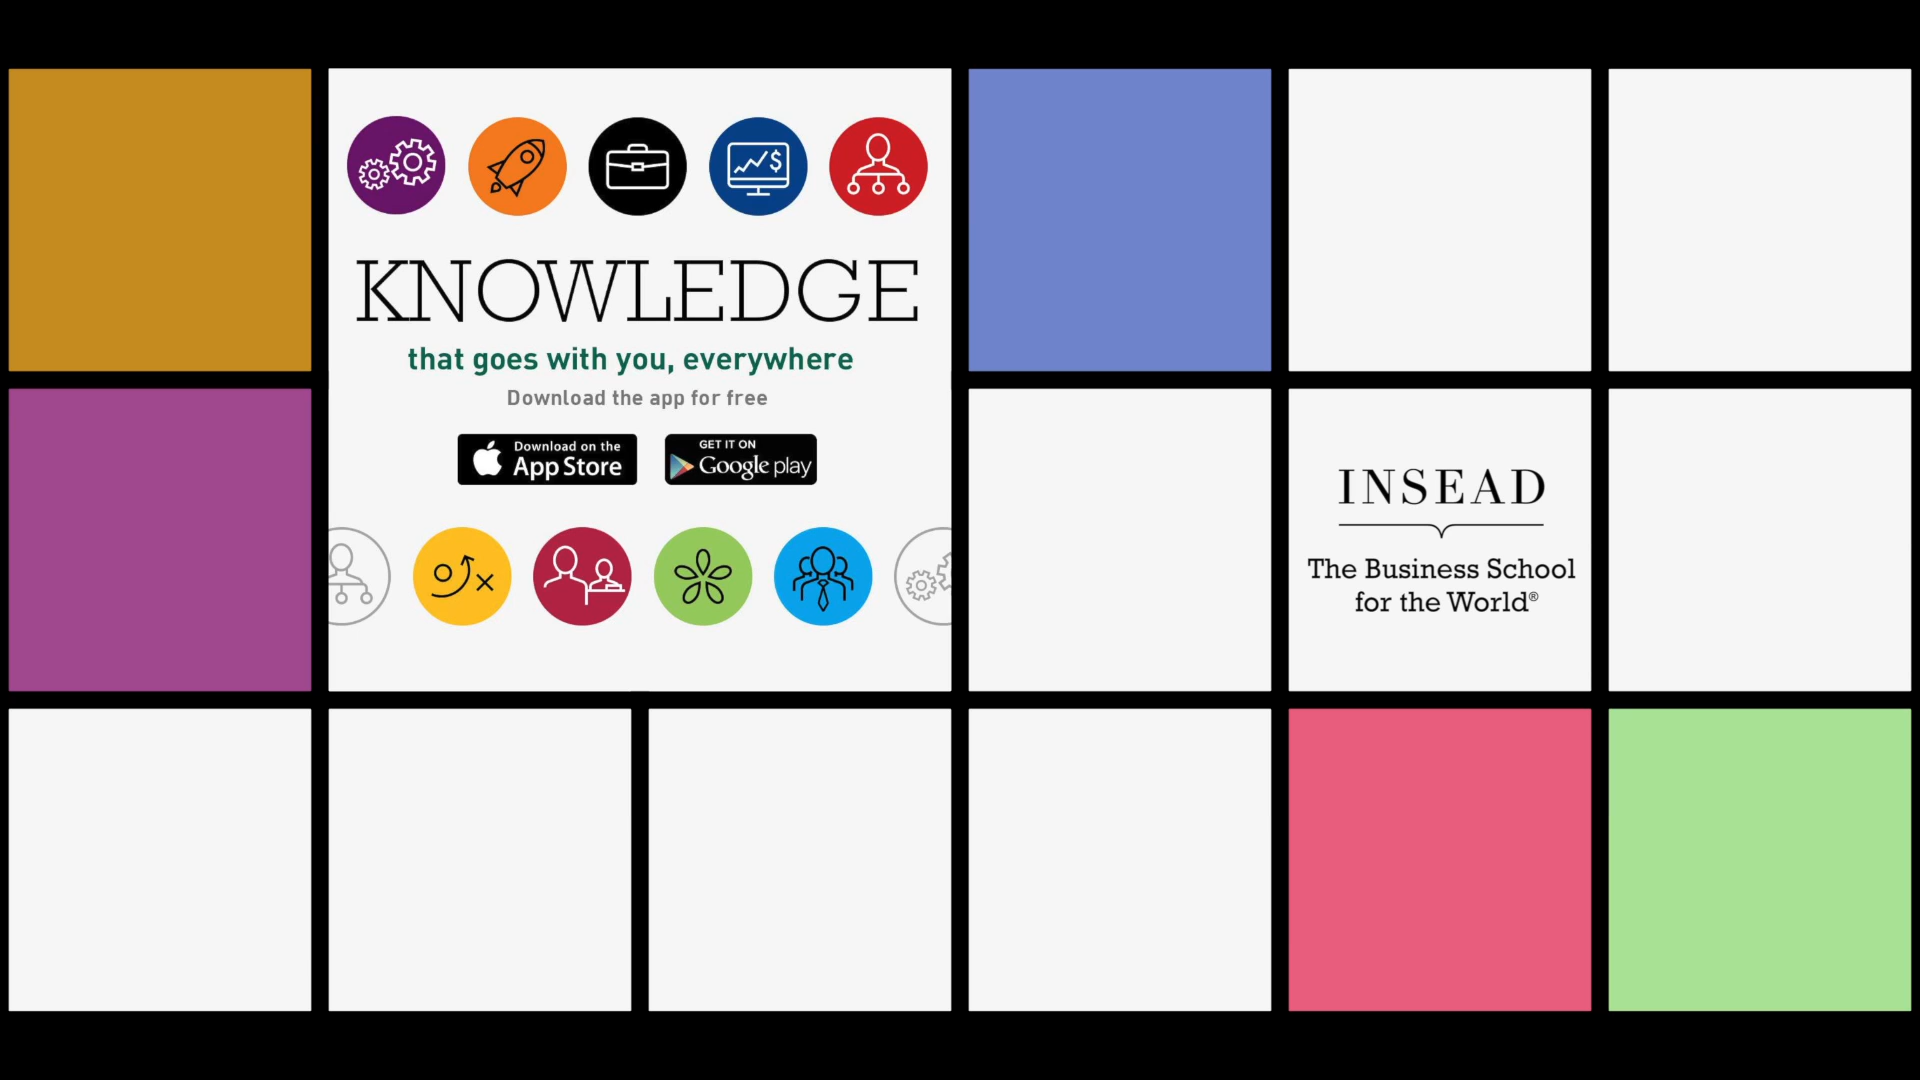 KNOWLEDGE
that goes with you, everywhere
Download the app for free
Download on the
App Store
GET IT ON
Google play
INSEAD
The Business School
for the World®